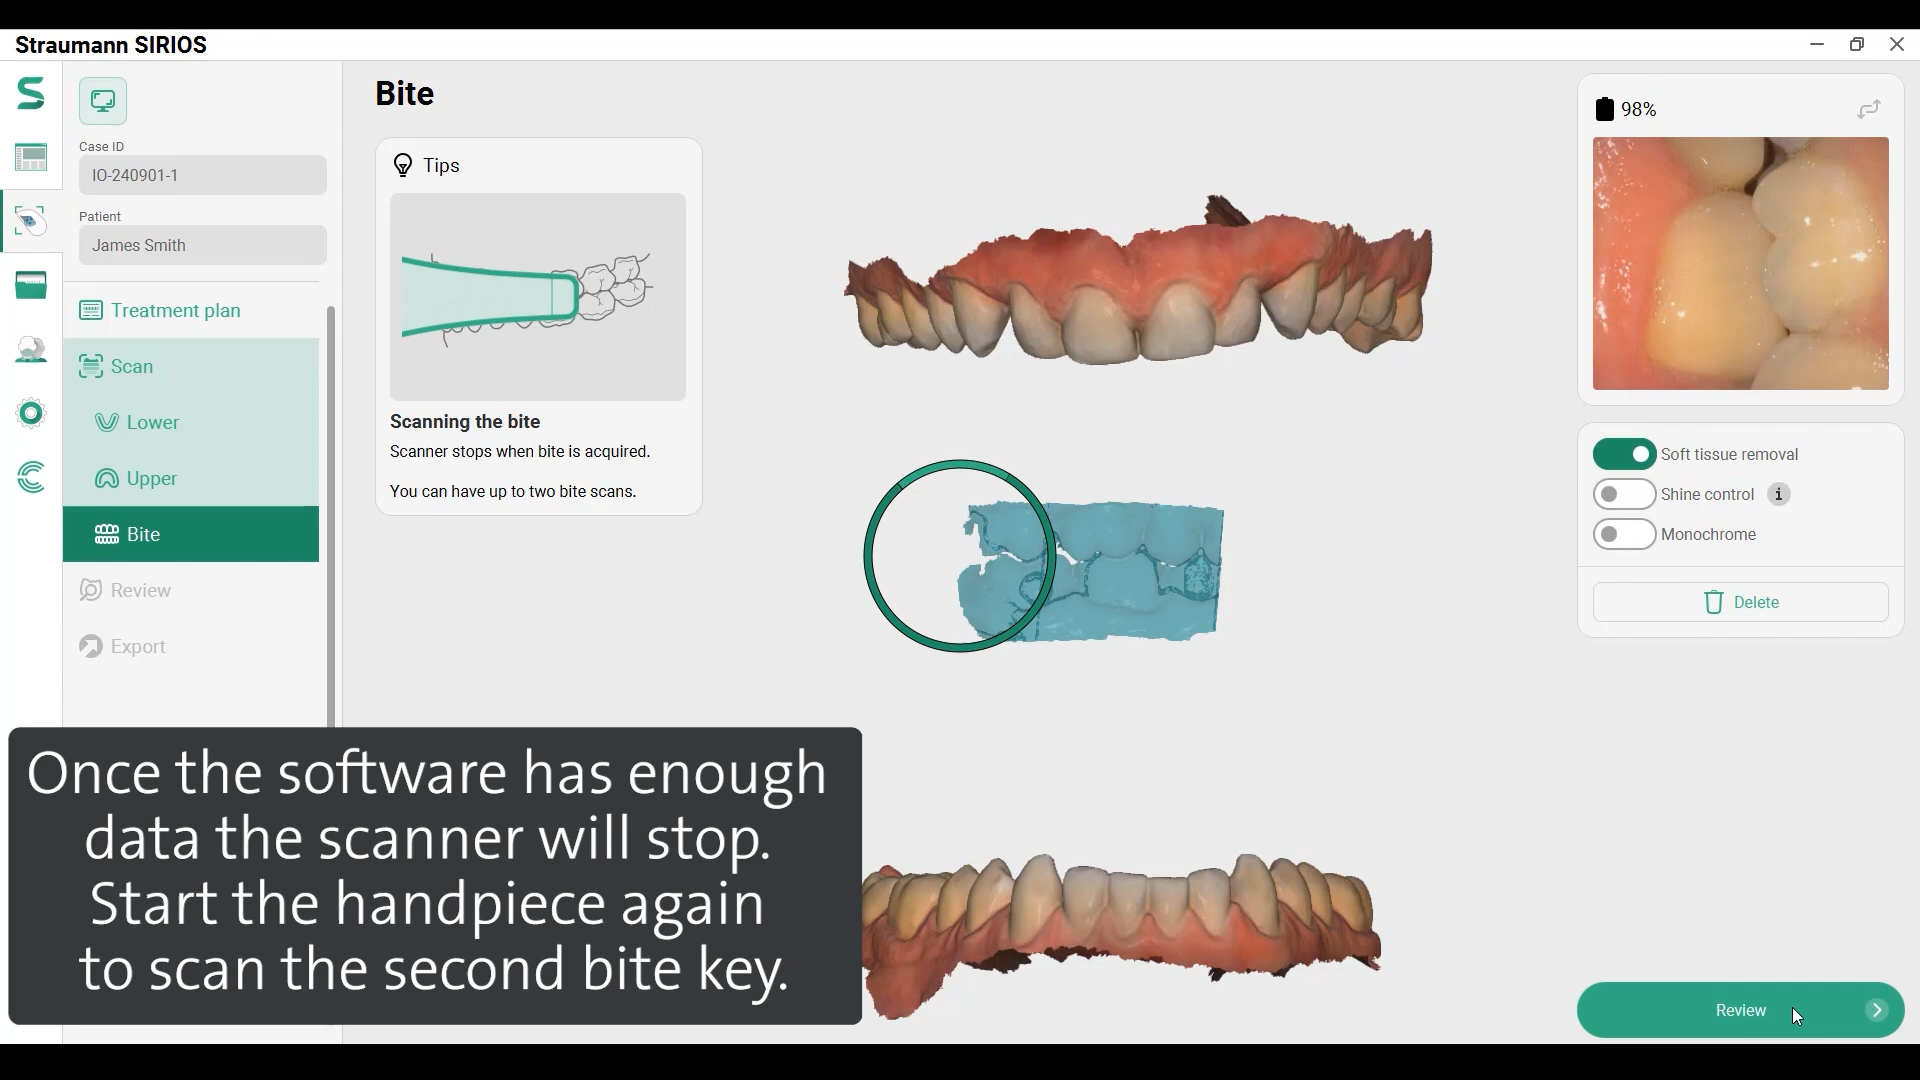 Straumann SIRIOS
Case ID
IO-240901-1
Patient
James Smith
Treatment plan
Scan
Lower
Upper
Bite
Review
Export
Bite
Tips
Scanning the bite
Scanner stops when bite is acquired.
You can have up to two bite scans.
98%
Soft tissue removal
Shine control
Monochrome
Delete
Once the software has enough
data the scanner will stop.
Start the handpiece again
to scan the second bite key.
Review